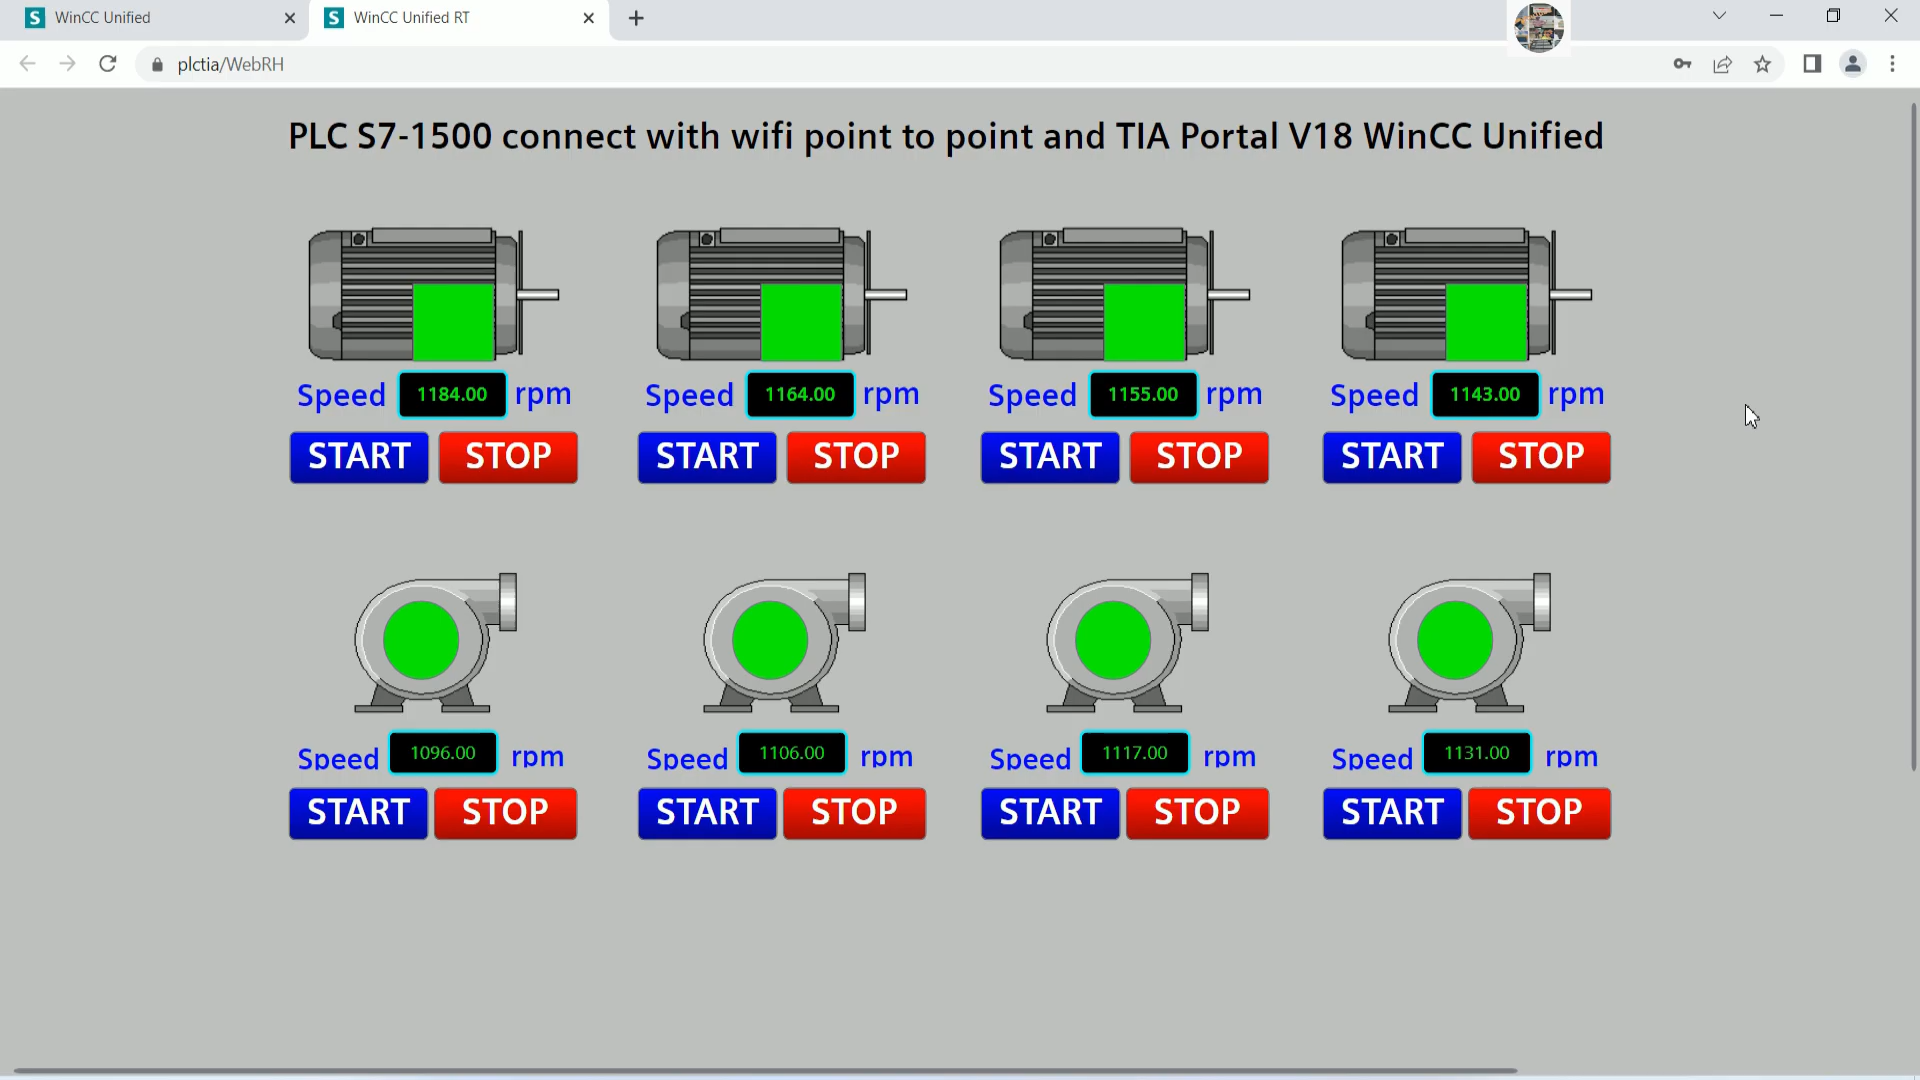 WinCC Unified
WinCC Unified RT
plctia/WebRH
PLC S7-1500 connect with wifi point to point and TIA Portal V18 WinCC Unified
Speed 1184.00 rpm
Speed 1164.00 rpm
Speed 1155.00 rpm
Speed 1143.00 rpm
START STOP
START STOP
START STOP
START STOP
Speed 1096.00 rpm
Speed 1106.00 rpm
Speed 1117.00 rpm
Speed 1131.00 rpm
START STOP
START STOP
START STOP
START STOP